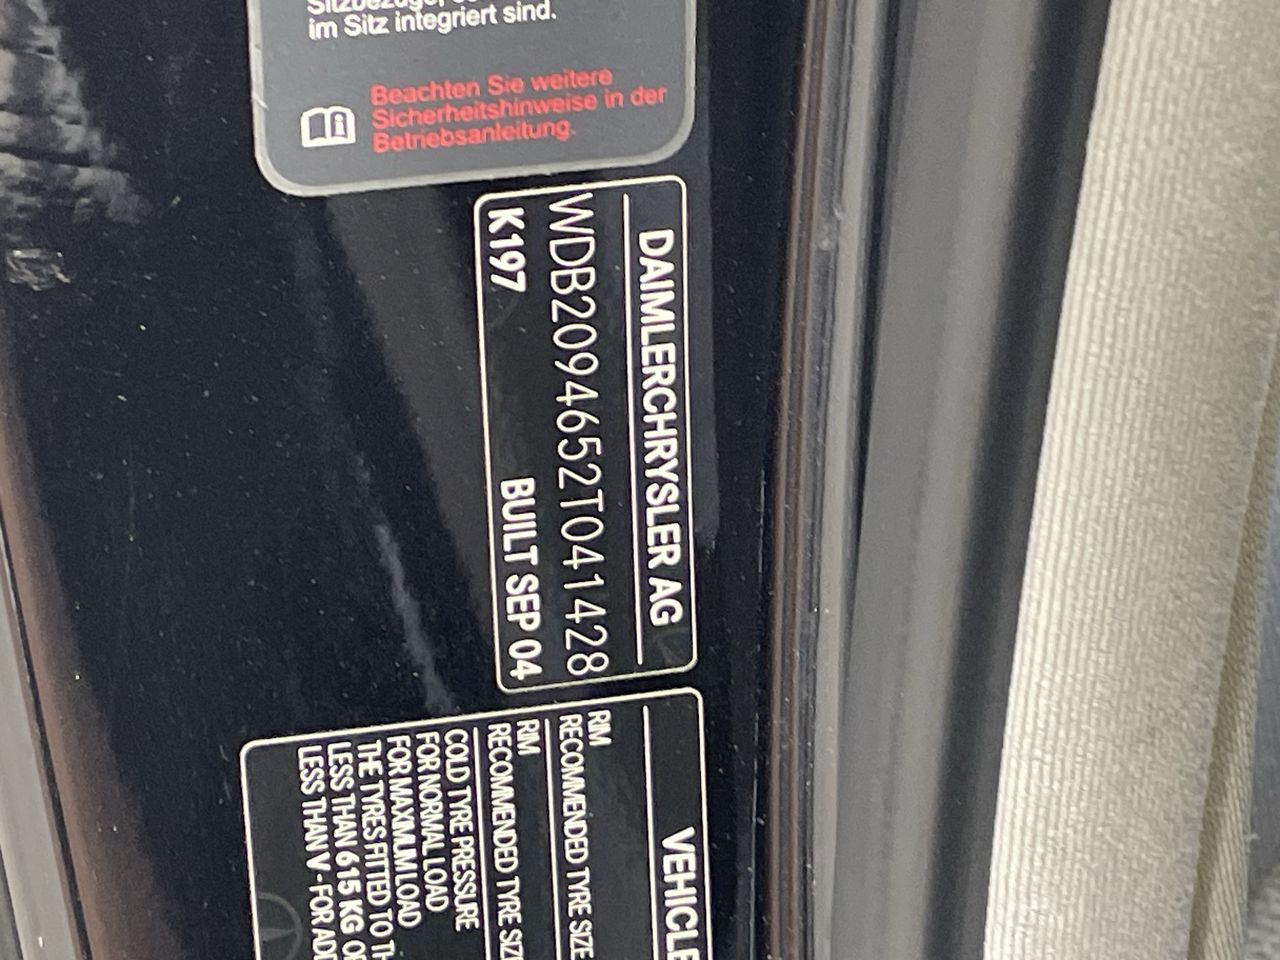 im Sitz integriert sind.
Beachten Sie weitere
Sicherheitshinweise in der
Betriebsanleitung.
DAIMLERCHRYSLER AG
WDB2094652T041428
K197 BUILT SEP 04
VEHICLE
RIM
RECOMMENDED TYRE SIZE
RIM
RECOMMENDED TYRE SIZE
COLD TYRE PRESSURE
FOR NORMAL LOAD
FOR MAXIMUM LOAD
THE TYRES FITTED TO
LESS THAN 615 KG
LESS THAN V - FOR